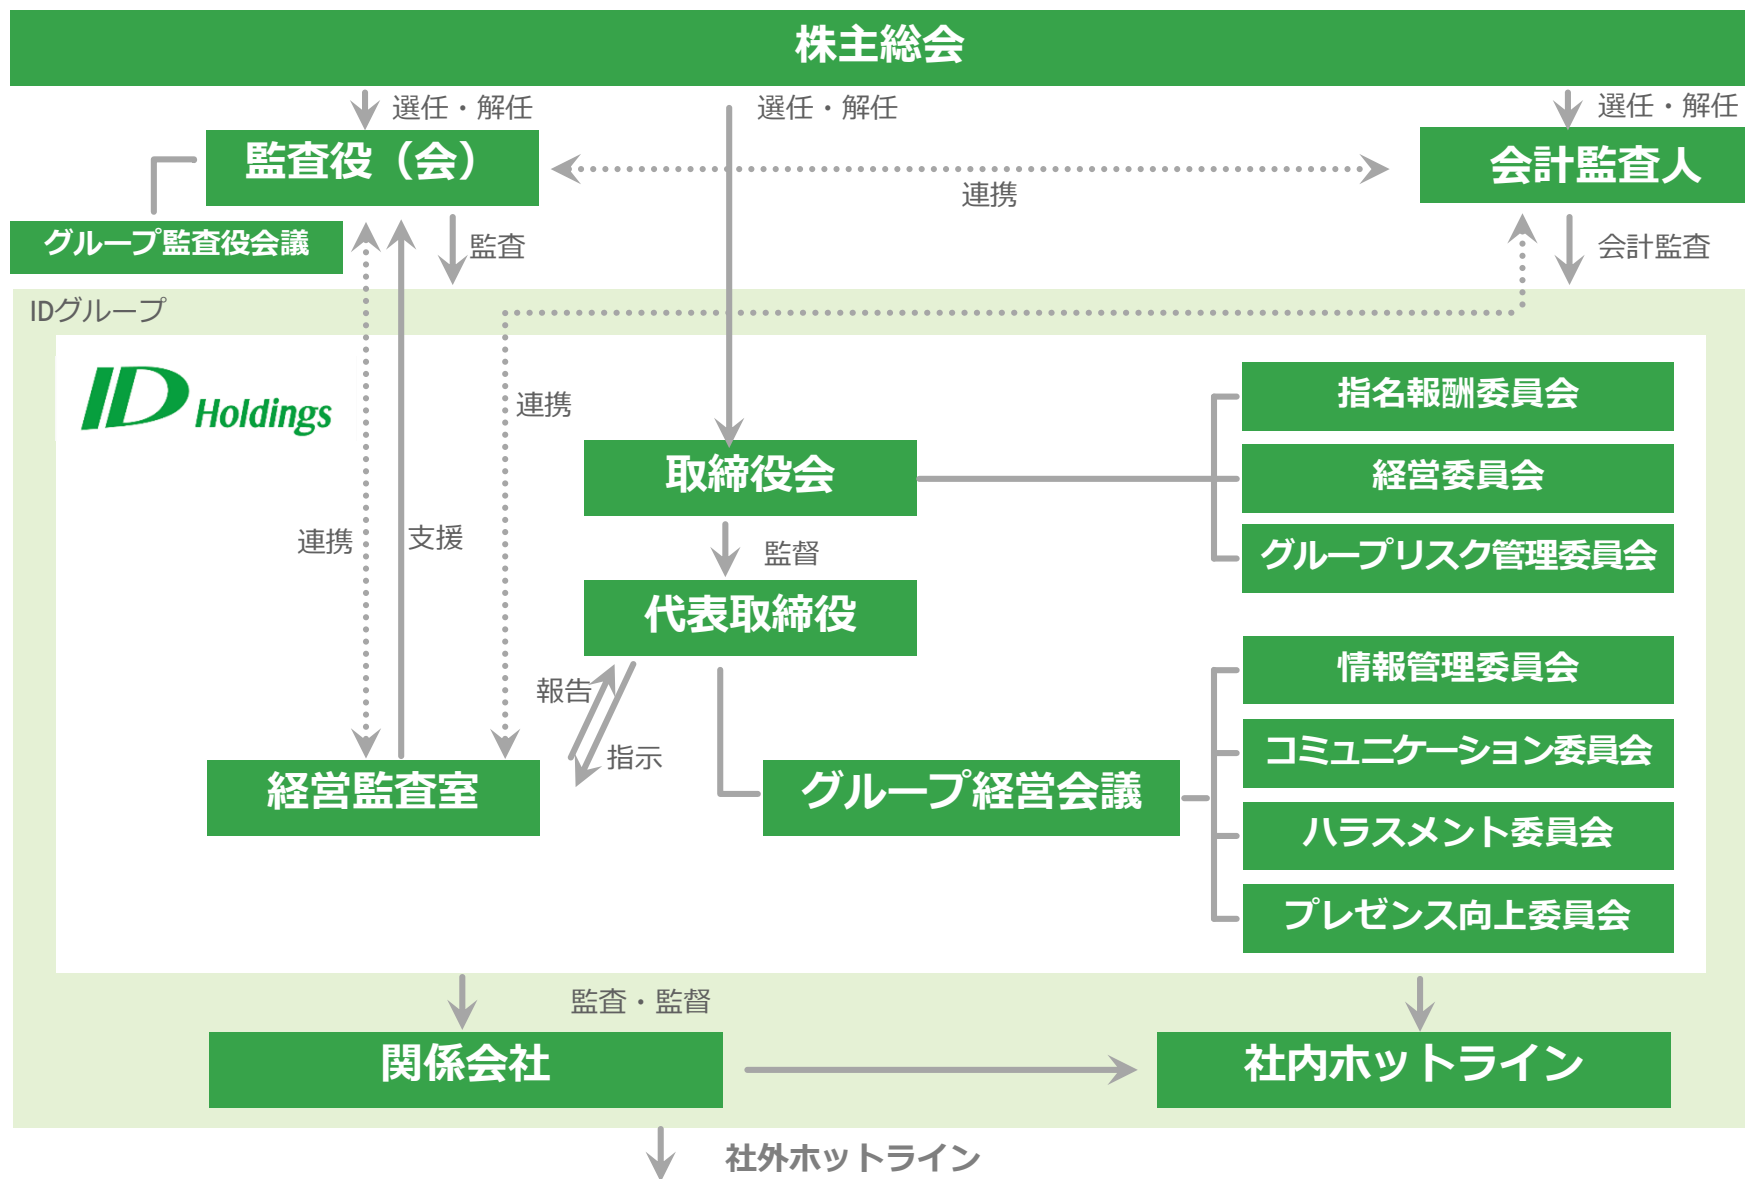 株主総会
選任・解任
選任・解任
選任・解任
監査役（会）
会計監査人
連携
グループ監査役会議
監査
会計監査
IDグループ
ID Holdings
連携
指名報酬委員会
取締役会
経営委員会
連携
支援
監督
グループリスク管理委員会
代表取締役
情報管理委員会
報告
指示
コミュニケーション委員会
経営監査室
グループ経営会議
ハラスメント委員会
プレゼンス向上委員会
監査・監督
関係会社
社内ホットライン
社外ホットライン